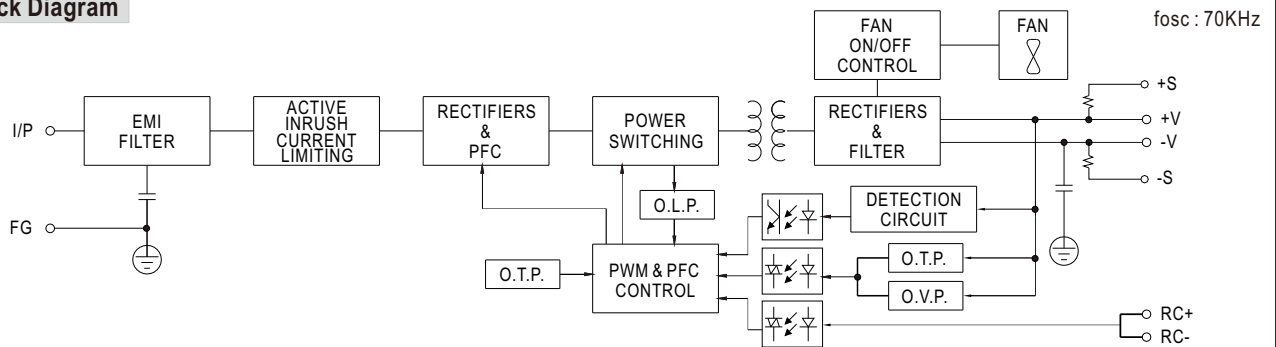 ck Diagram
fosc : 70KHz
FAN
ON/OFF
CONTROL
FAN
I/P
EMI
FILTER
ACTIVE
INRUSH
CURRENT
LIMITING
RECTIFIERS
&
PFC
POWER
SWITCHING
RECTIFIERS
&
FILTER
+S
+V
-V
-S
FG
O.L.P.
DETECTION
CIRCUIT
O.T.P.
PWM & PFC
CONTROL
O.T.P.
O.V.P.
RC+
RC-